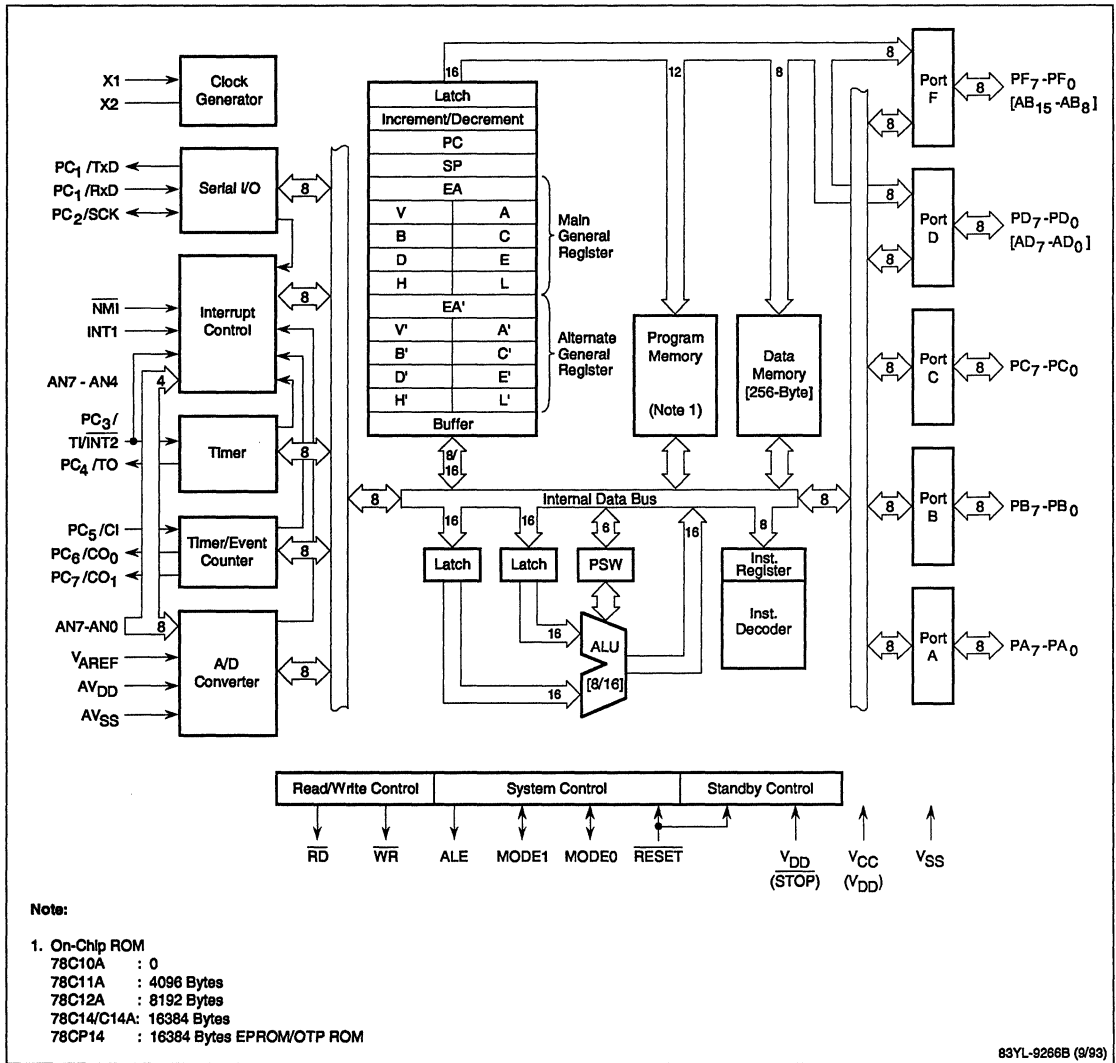 X1
X2
Clock
Generator
PC1/TxD
PC1/RxD
PC2/SCK
Serial I/O
8
NMI
INT1
AN7 - AN4
4
Interrupt
Control
8
PC3/
TI/INT2
PC4/TO
Timer
8
PC5/CI
PC6/CO0
PC7/CO1
Timer/Event
Counter
8
AN7-AN0
8
VAREF
AVDD
AVSS
A/D
Converter
8
16
Latch
Increment/Decrement
PC
SP
EA
V A
B C
D E
H L
Main
General
Register
EA'
V' A'
B' C'
D' E'
H' L'
Alternate
General
Register
Buffer
8/
16
12
8
8
Program
Memory
(Note 1)
Data
Memory
[256-Byte]
8
Internal Data Bus
8
16
16
6
16
8
Latch
Latch
PSW
Inst.
Register
Inst.
Decoder
16
16
ALU
[8/16]
8
Port
F
8
PF7-PF0
[AB15-AB8]
8
8
Port
D
8
PD7-PD0
[AD7-AD0]
8
Port
C
8
PC7-PC0
8
Port
B
8
PB7-PB0
8
Port
A
8
PA7-PA0
Read/Write Control System Control Standby Control
RD WR ALE MODE1 MODE0 RESET VDD VCC VSS
(STOP) (VDD)
Note:
1. On-Chip ROM
78C10A : 0
78C11A : 4096 Bytes
78C12A : 8192 Bytes
78C14/C14A: 16384 Bytes
78CP14 : 16384 Bytes EPROM/OTP ROM
83YL-9266B (9/93)